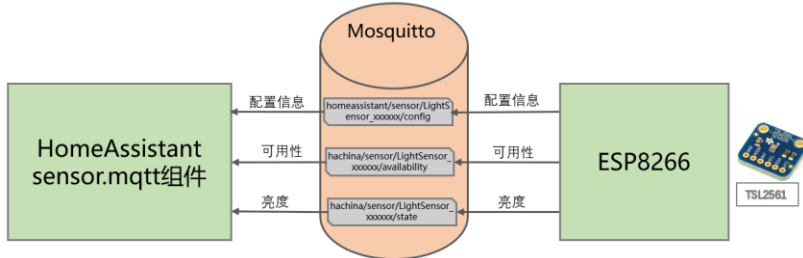 Mosquitto
配置信息
homeassistant/sensor/LightS
ensor_xxxxxx/config
配置信息
HomeAssistant
sensor.mqtt组件
可用性
hachina/sensor/LightSensor_
xxxxxx/availability
可用性
ESP8266
TSL2561
亮度
hachina/sensor/LightSensor_
xxxxxx/state
亮度